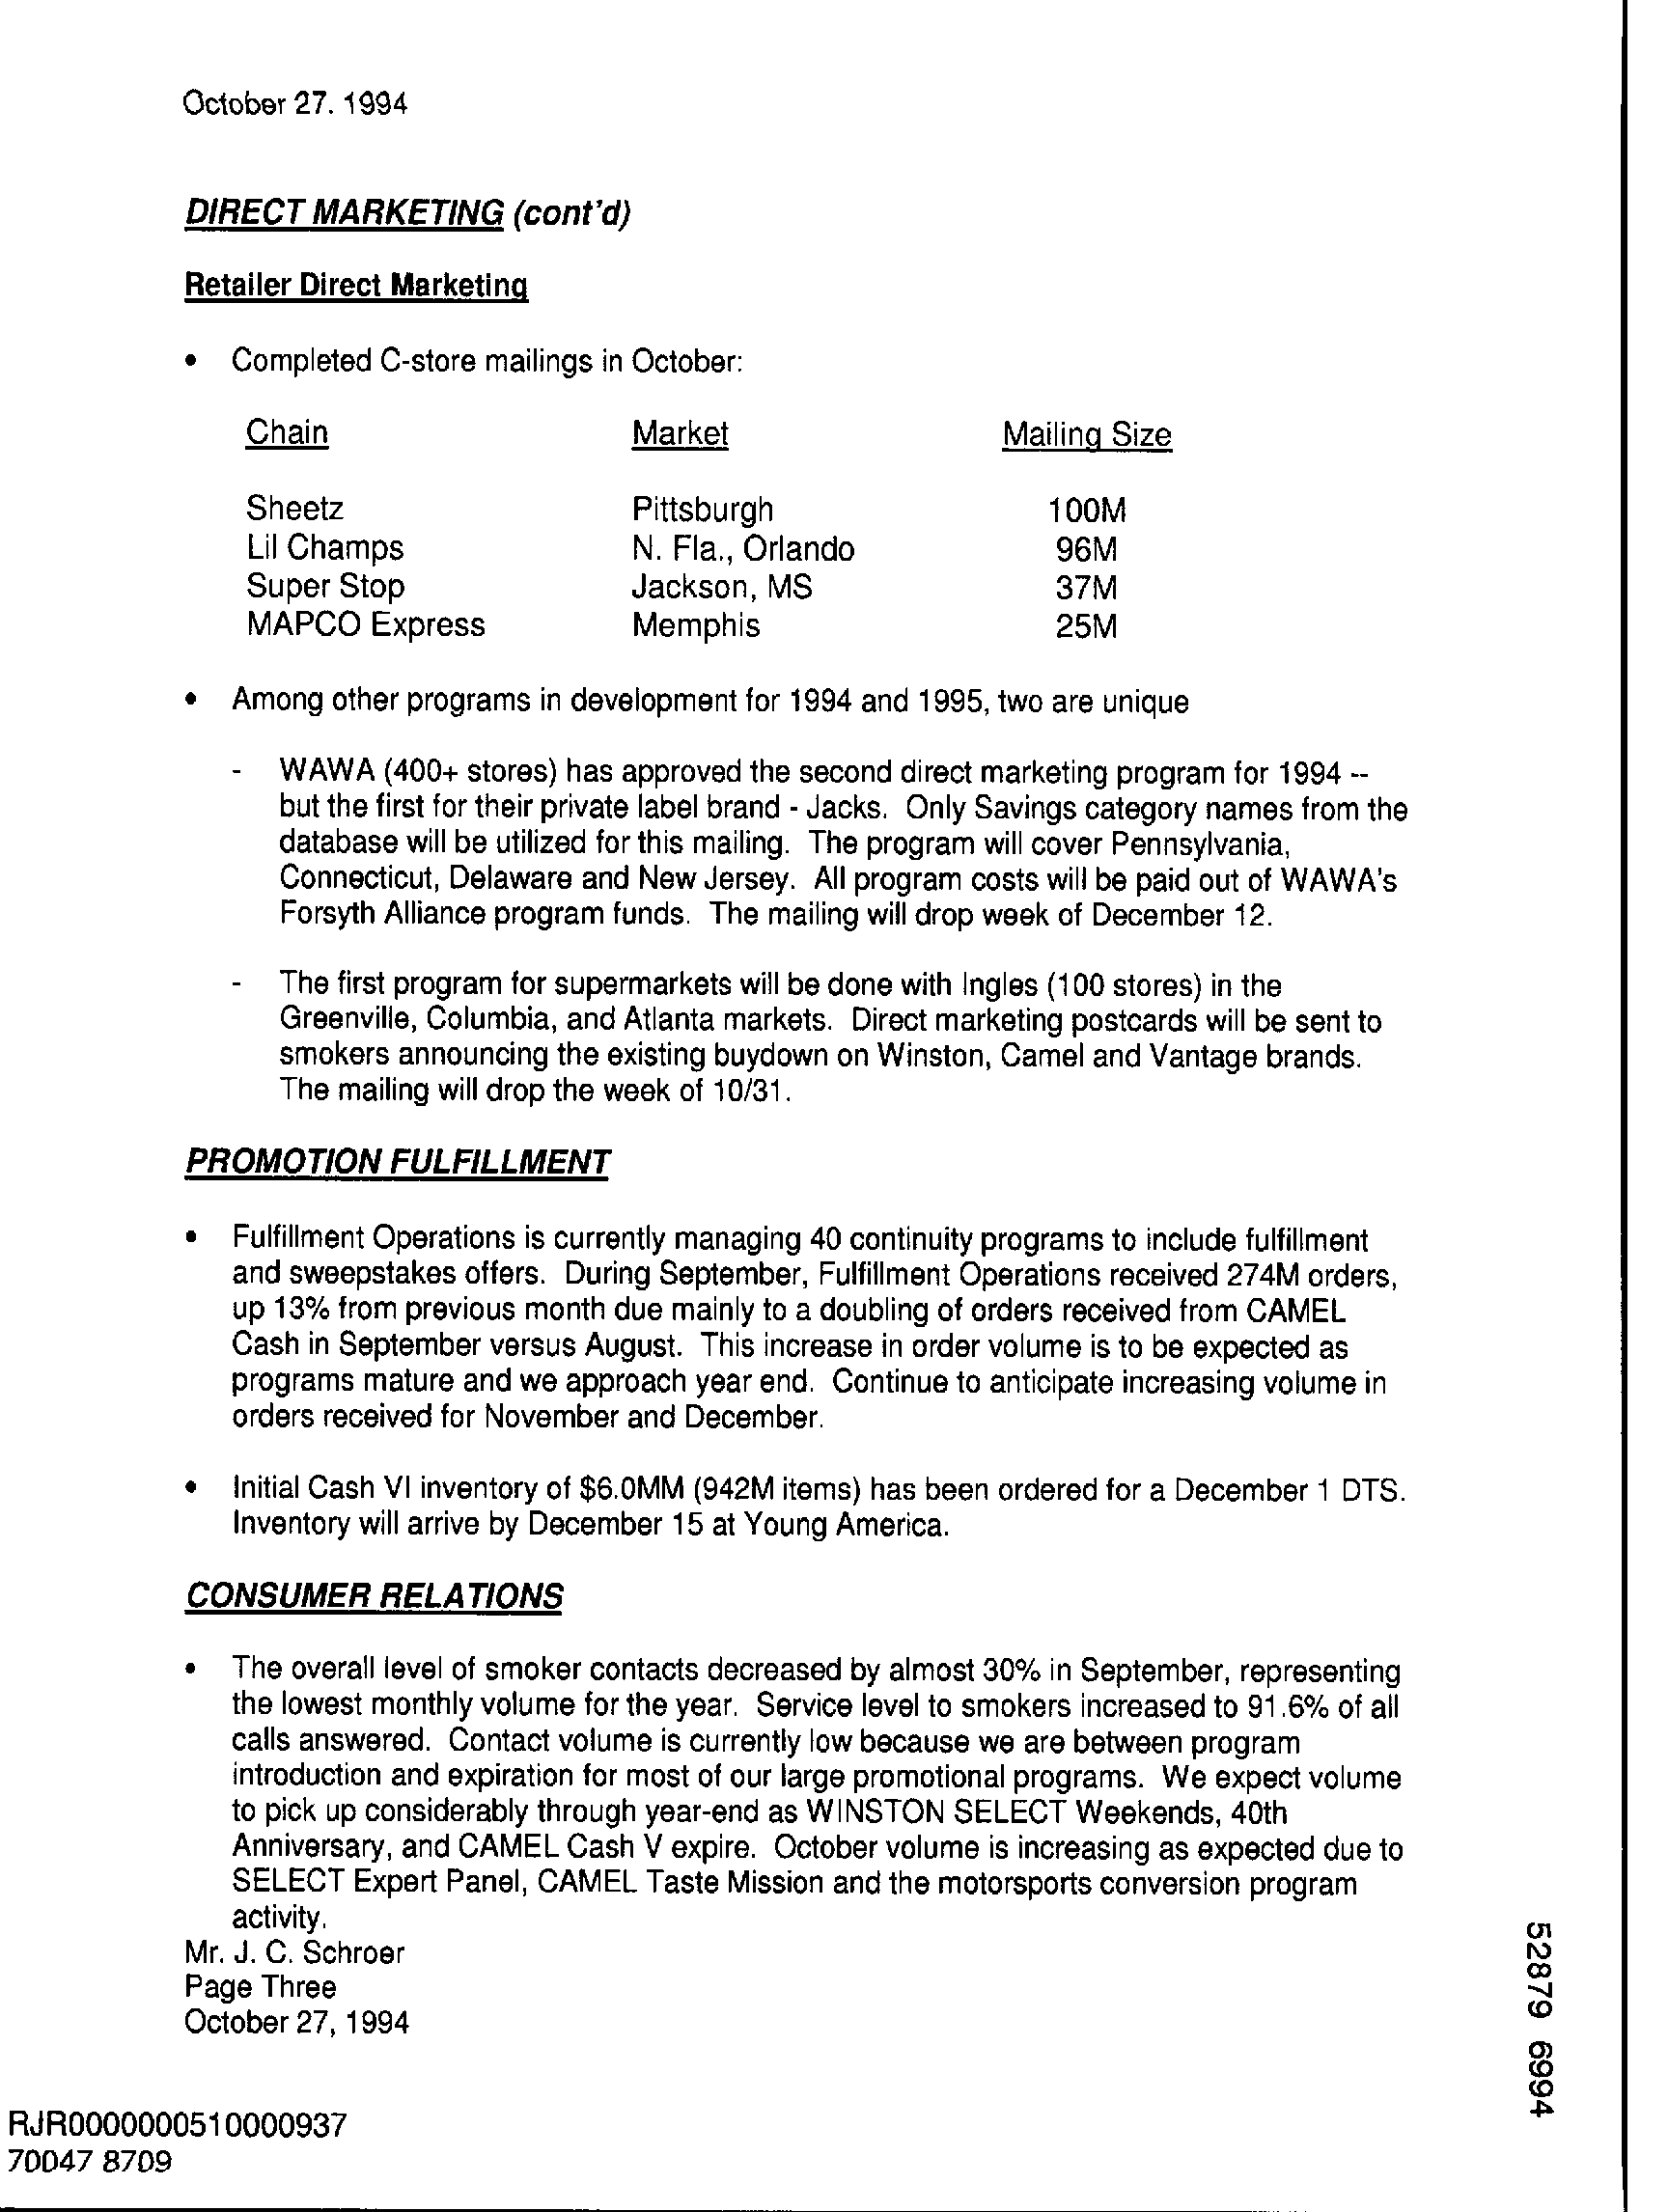 October 27. 1994
DIRECT MARKETING (cont'd)
Retailer Direct Marketing
• Completed C-store mailings in October:
Chain Market Mailing Size
Sheetz Pittsburgh 100M
Lil Champs N. Fla., Orlando 96M
Super Stop Jackson, MS 37M
MAPCO Express Memphis 25M
• Among other programs in development for 1994 and 1995, two are unique
- WAWA (400+ stores) has approved the second direct marketing program for 1994 --
but the first for their private label brand - Jacks. Only Savings category names from the
database will be utilized for this mailing. The program will cover Pennsylvania,
Connecticut, Delaware and New Jersey. All program costs will be paid out of WAWA's
Forsyth Alliance program funds. The mailing will drop week of December 12.
- The first program for supermarkets will be done with Ingles (100 stores) in the
Greenville, Columbia, and Atlanta markets. Direct marketing postcards will be sent to
smokers announcing the existing buydown on Winston, Camel and Vantage brands.
The mailing will drop the week of 10/31.
PROMOTION FULFILLMENT
• Fulfillment Operations is currently managing 40 continuity programs to include fulfillment
and sweepstakes offers. During September, Fulfillment Operations received 274M orders,
up 13% from previous month due mainly to a doubling of orders received from CAMEL
Cash in September versus August. This increase in order volume is to be expected as
programs mature and we approach year end. Continue to anticipate increasing volume in
orders received for November and December.
• Initial Cash VI inventory of $6.0MM (942M items) has been ordered for a December 1 DTS.
Inventory will arrive by December 15 at Young America.
CONSUMER RELATIONS
• The overall level of smoker contacts decreased by almost 30% in September, representing
the lowest monthly volume for the year. Service level to smokers increased to 91.6% of all
calls answered. Contact volume is currently low because we are between program
introduction and expiration for most of our large promotional programs. We expect volume
to pick up considerably through year-end as WINSTON SELECT Weekends, 40th
Anniversary, and CAMEL Cash V expire. October volume is increasing as expected due to
SELECT Expert Panel, CAMEL Taste Mission and the motorsports conversion program
activity.
Mr. J. C. Schroer
Page Three
October 27, 1994
52879 6994
RJR0000000510000937
70047 8709